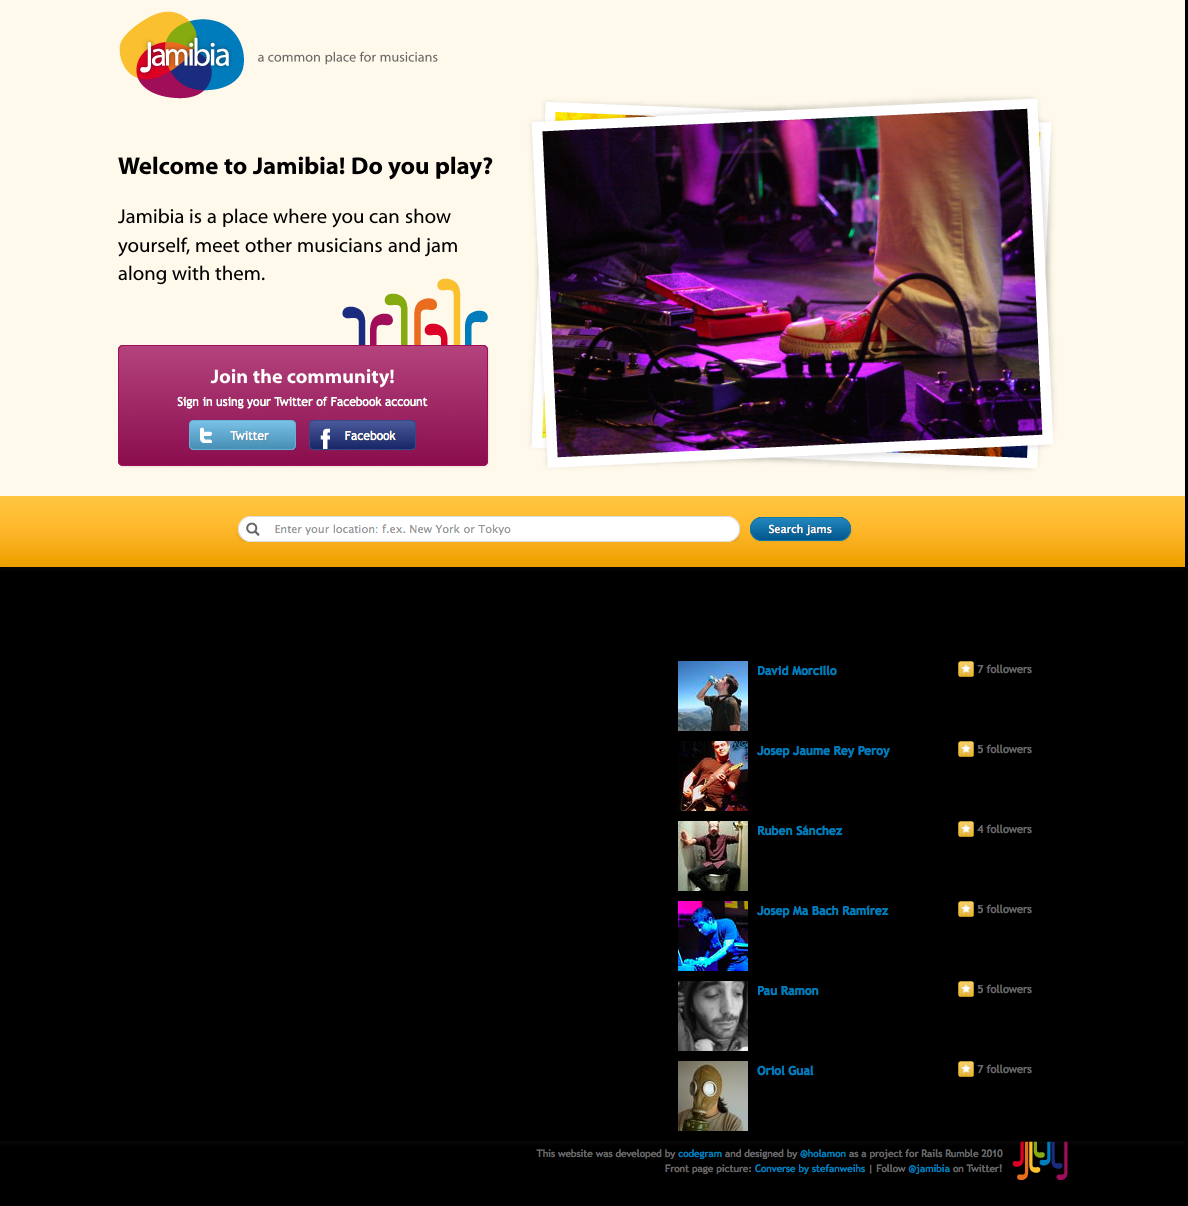 Jamibia
a common place for musicians
Welcome to Jamibia! Do you play?
Jamibia is a place where you can show
yourself, meet other musicians and jam
along with them.
Join the community!
Sign in using your Twitter of Facebook account
Twitter
Facebook
Enter your location: f.ex. New York or Tokyo
Search jams
David Morcillo
7 followers
Josep Jaume Rey Peroy
5 followers
Ruben Sánchez
4 followers
Josep Ma Bach Ramírez
5 followers
Pau Ramon
5 followers
Oriol Gual
7 followers
This website was developed by codegram and designed by @holamon as a project for Rails Rumble 2010
Front page picture: Converse by stefanweihs | Follow @jamibia on Twitter!